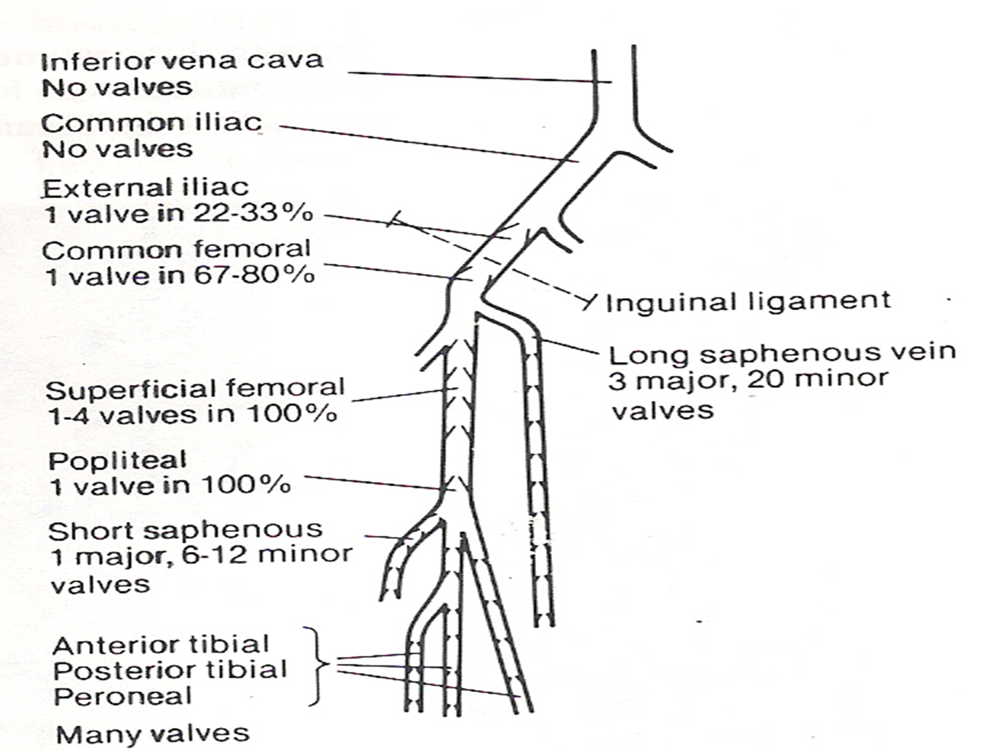 Inferior vena cava
No valves
Common iliac
No valves
External iliac
1 valve in 22-33%
Common femoral
1 valve in 67-80%
Inguinal ligament
Long saphenous vein
3 major, 20 minor
valves
Superficial femoral
1-4 valves in 100%
Popliteal
1 valve in 100%
Short saphenous
1 major, 6-12 minor
valves
Anterior tibial
Posterior tibial
Peroneal
Many valves